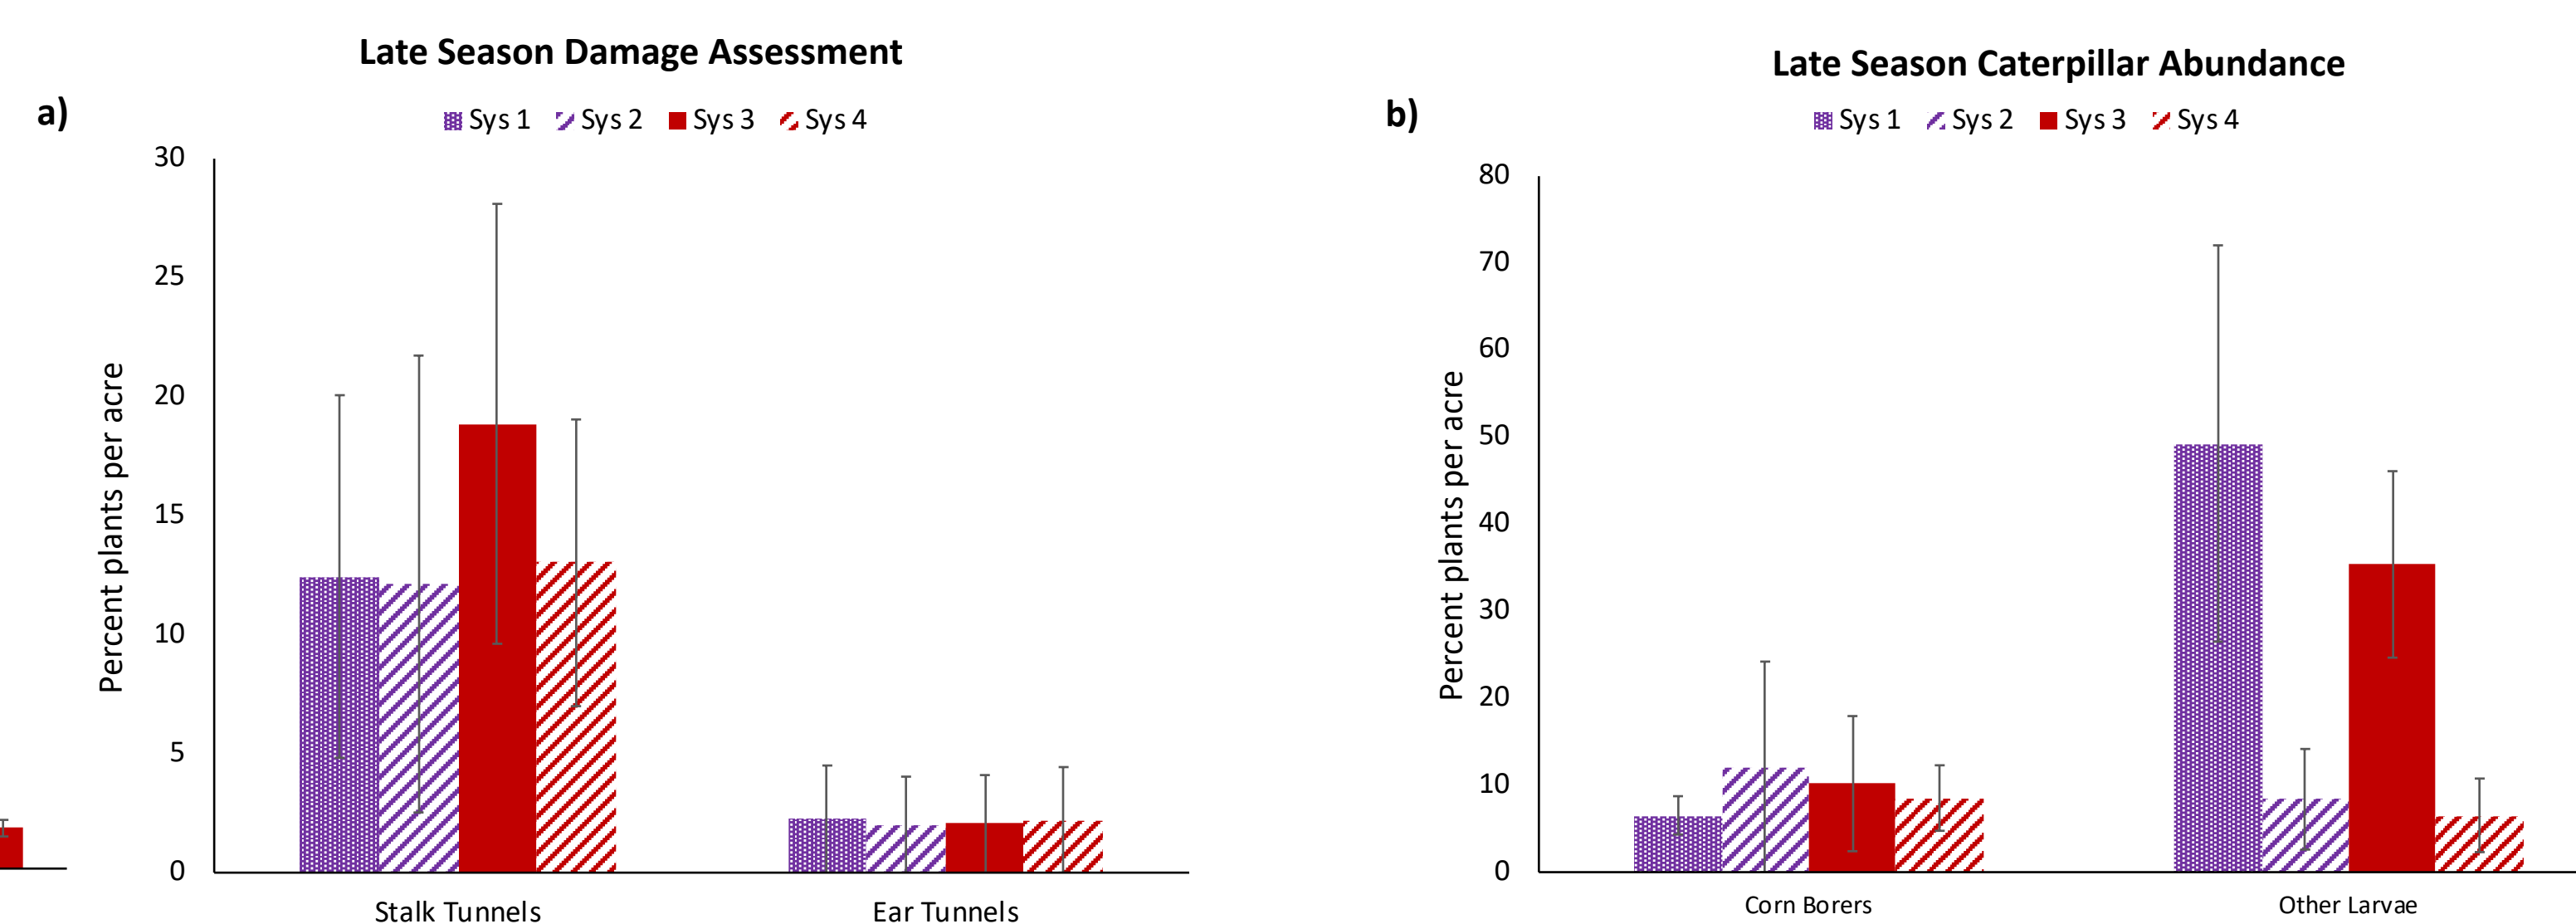 Late Season Damage Assessment
a)
Sys 1 Sys 2 Sys 3 Sys 4
30
25
20
15
10
5
0
Percent plants per acre
Stalk Tunnels Ear Tunnels
Late Season Caterpillar Abundance
b)
Sys 1 Sys 2 Sys 3 Sys 4
80
70
60
50
40
30
20
10
0
Percent plants per acre
Corn Borers Other Larvae